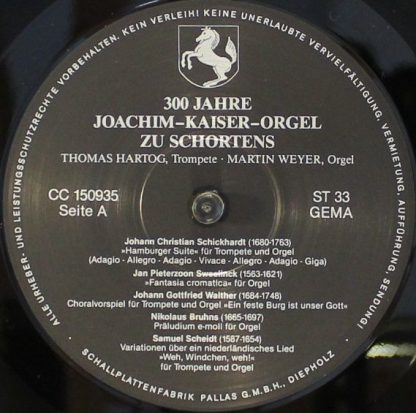 ALLE URHEBER- UND LEISTUNGSSCHUTZRECHTE VORBEHALTEN. KEIN VERLEIH! KEINE UNERLAUBTE VERVIELFÄLTIGUNG, VERMIETUNG, AUFFÜHRUNG, SENDUNG!
300 JAHRE
JOACHIM-KAISER-ORGEL
ZU SCHORTENS
THOMAS HARTOG, Trompete · MARTIN WEYER, Orgel
CC 150935
Seite A
ST 33
GEMA
Johann Christian Schickhardt (1680-1763)
»Hamburger Suite« für Trompete und Orgel
(Adagio - Allegro - Adagio - Vivace - Allegro - Adagio - Giga)
Jan Pieterzoon Sweelinck (1563-1621)
»Fantasia cromatica« für Orgel
Johann Gottfried Walther (1684-1748)
Choralvorspiel für Trompete und Orgel »Ein feste Burg ist unser Gott«
Nikolaus Bruhns (1665-1697)
Präludium e-moll für Orgel
Samuel Scheidt (1587-1654)
Variationen über ein niederländisches Lied
»Weh, Windchen, weh!«
für Trompete und Orgel
SCHALLPLATTENFABRIK PALLAS G.M.B.H., DIEPHOLZ